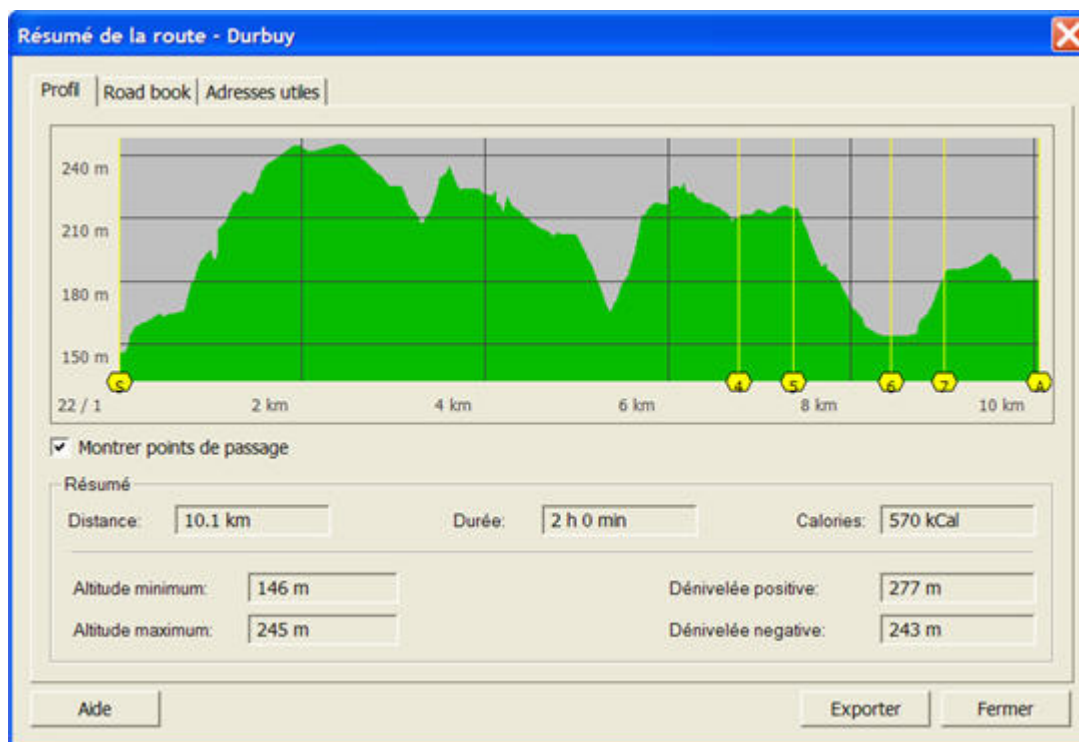 Résumé de la route - Durbuy
Profil Road book Adresses utiles
240 m
210 m
180 m
150 m
S 4 5 6 7 A
22 / 1 2 km 4 km 6 km 8 km 10 km
Montrer points de passage
Résumé
Distance: 10.1 km Durée: 2 h 0 min Calories: 570 kCal
Altitude minimum: 146 m Dénivelée positive: 277 m
Altitude maximum: 245 m Dénivelée negative: 243 m
Aide Exporter Fermer